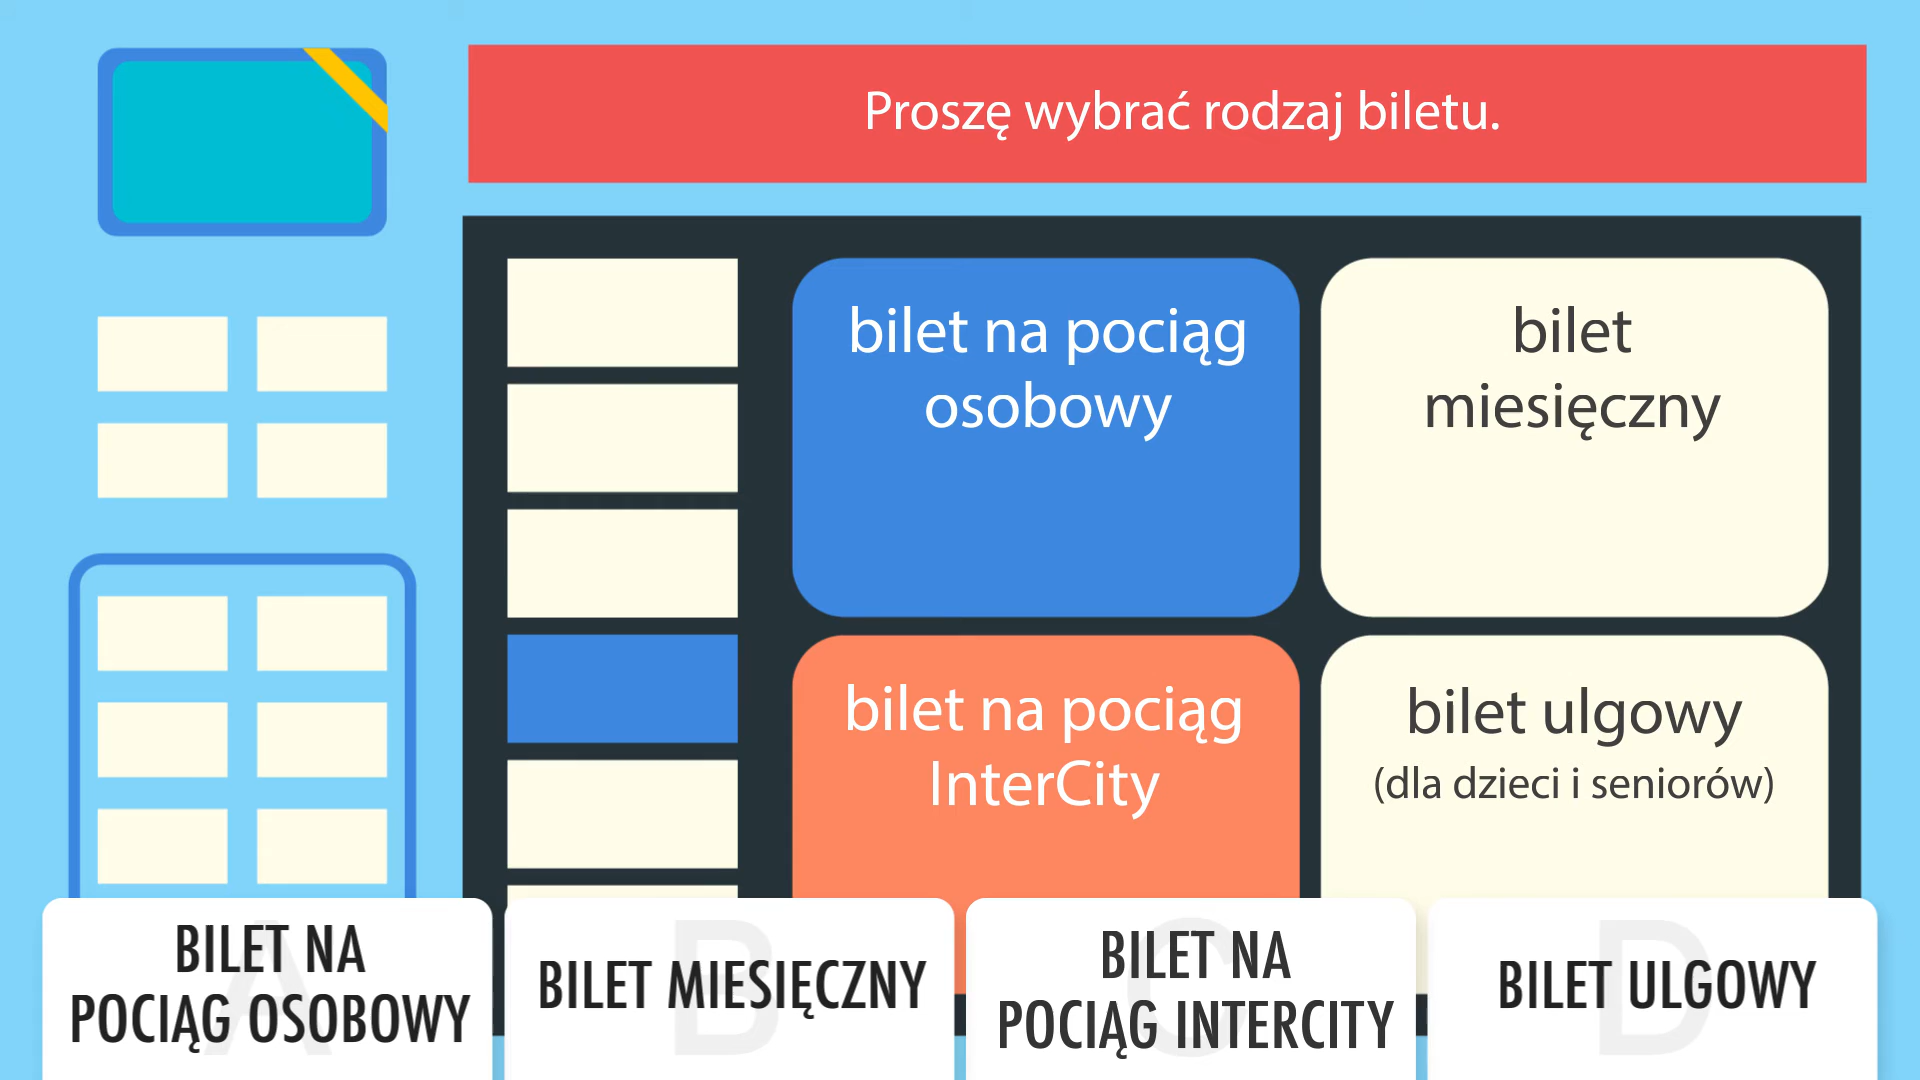 Proszę wybrać rodzaj biletu.
bilet na pociąg
osobowy
bilet
miesięczny
bilet na pociąg
InterCity
bilet ulgowy
(dla dzieci i seniorów)
A
BILET NA
POCIĄG OSOBOWY
B
BILET MIESIĘCZNY
C
BILET NA
POCIĄG INTERCITY
D
BILET ULGOWY